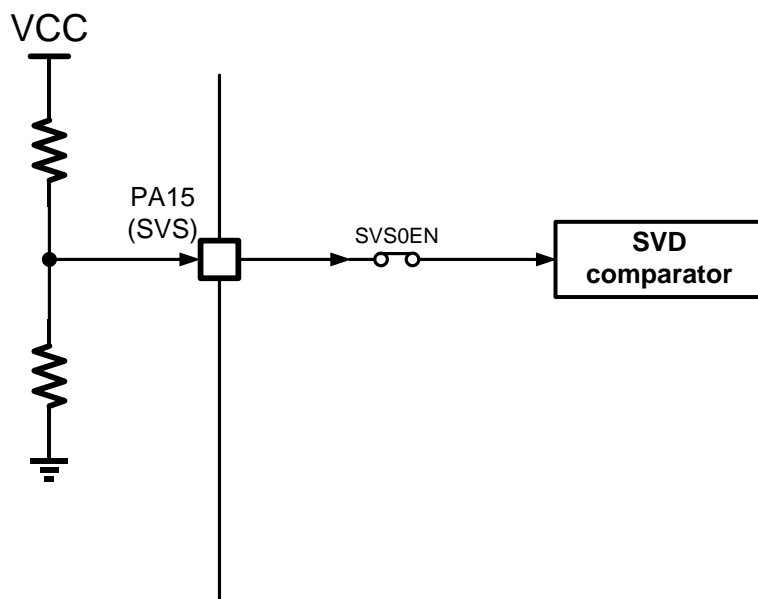 VCC
PA15
(SVS)
SVS0EN
SVD
comparator